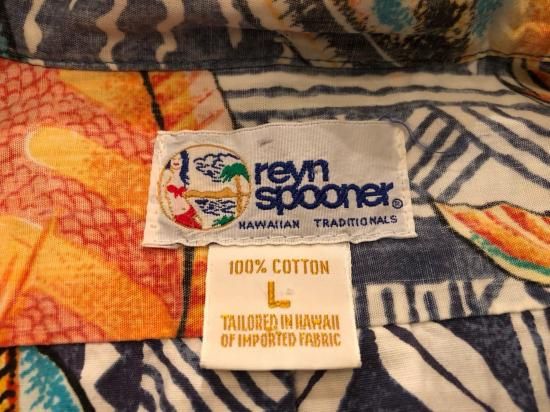 reyn
spooner®
HAWAIIAN TRADITIONALS
100% COTTON
L
TAILORED IN HAWAII
OF IMPORTED FABRIC